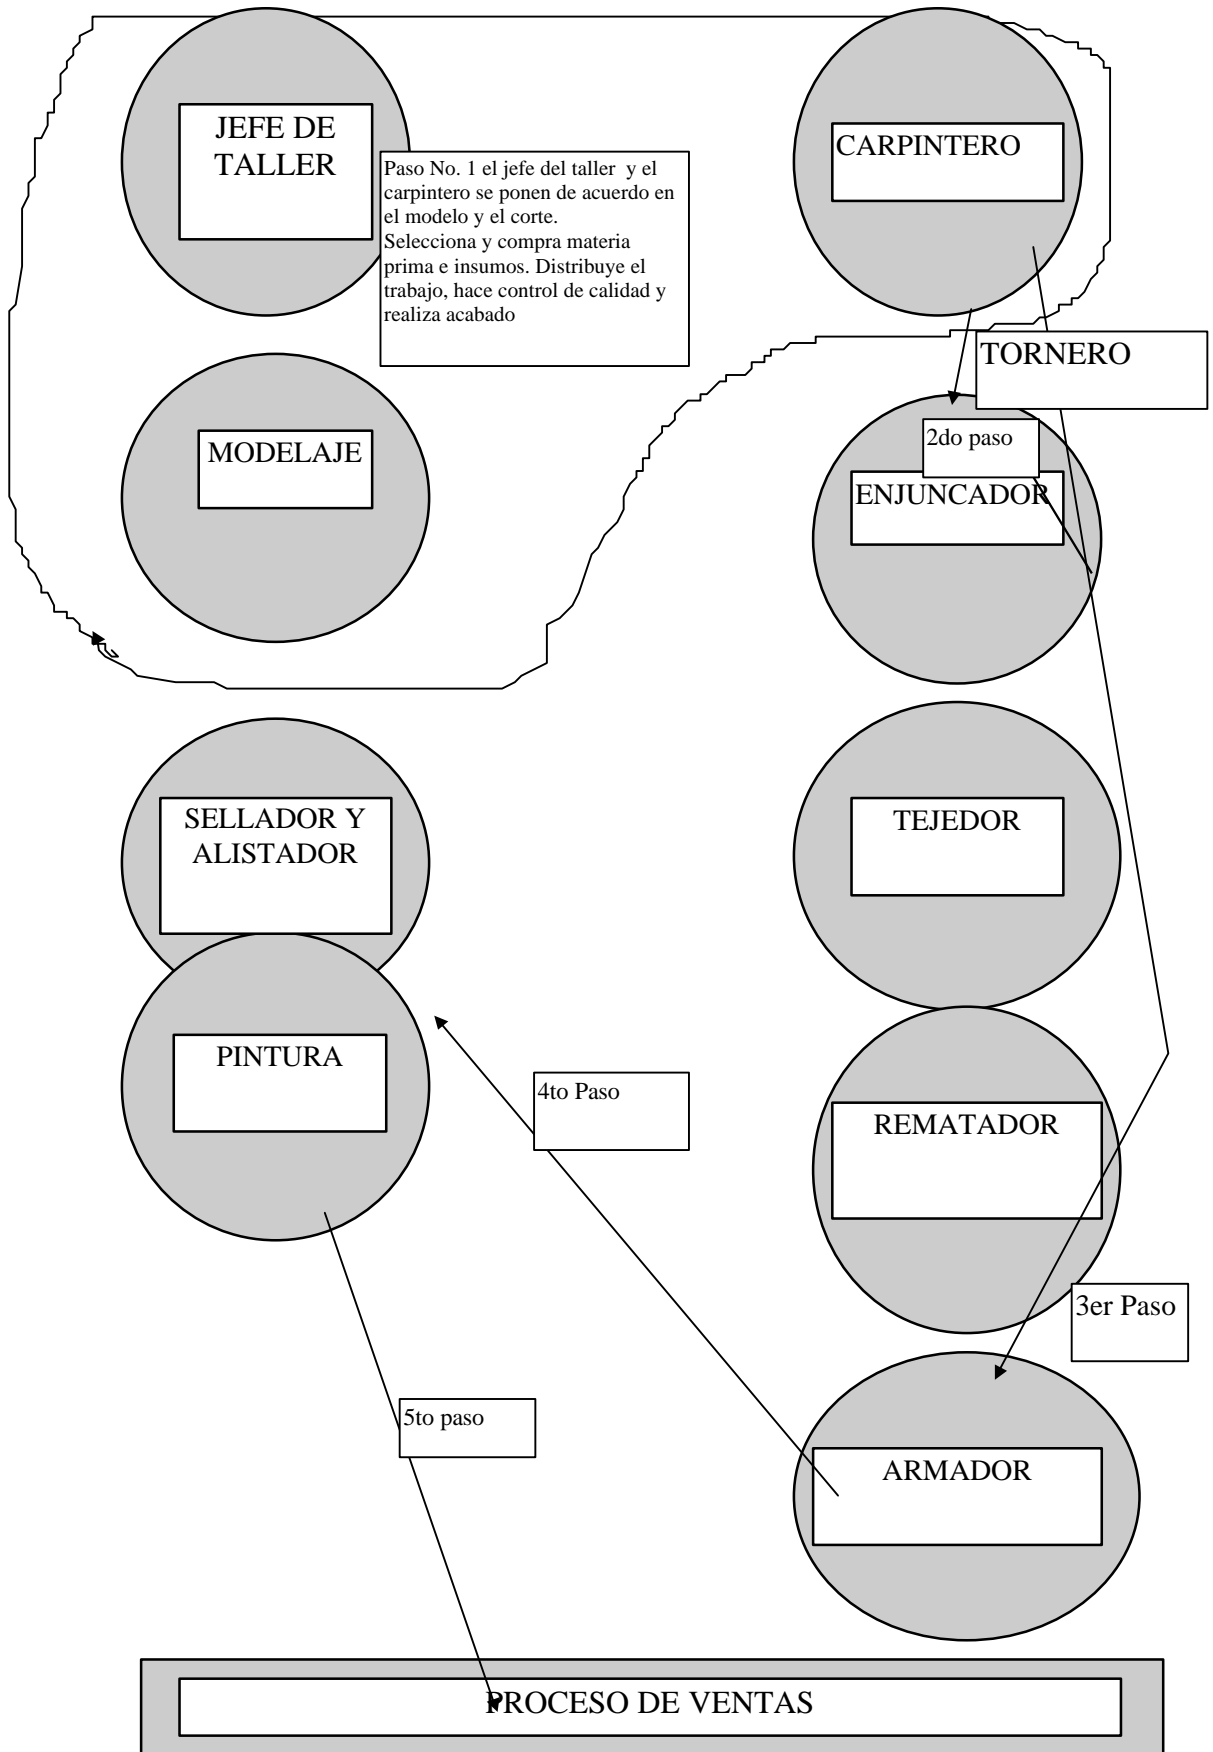 JEFE DE
TALLER
CARPINTERO
Paso No. 1 el jefe del taller y el
carpintero se ponen de acuerdo en
el modelo y el corte.
Selecciona y compra materia
prima e insumos. Distribuye el
trabajo, hace control de calidad y
realiza acabado
TORNERO
MODELAJE
2do paso
ENJUNCADOR
SELLADOR Y
ALISTADOR
TEJEDOR
PINTURA
4to Paso
REMATADOR
3er Paso
5to paso
ARMADOR
PROCESO DE VENTAS